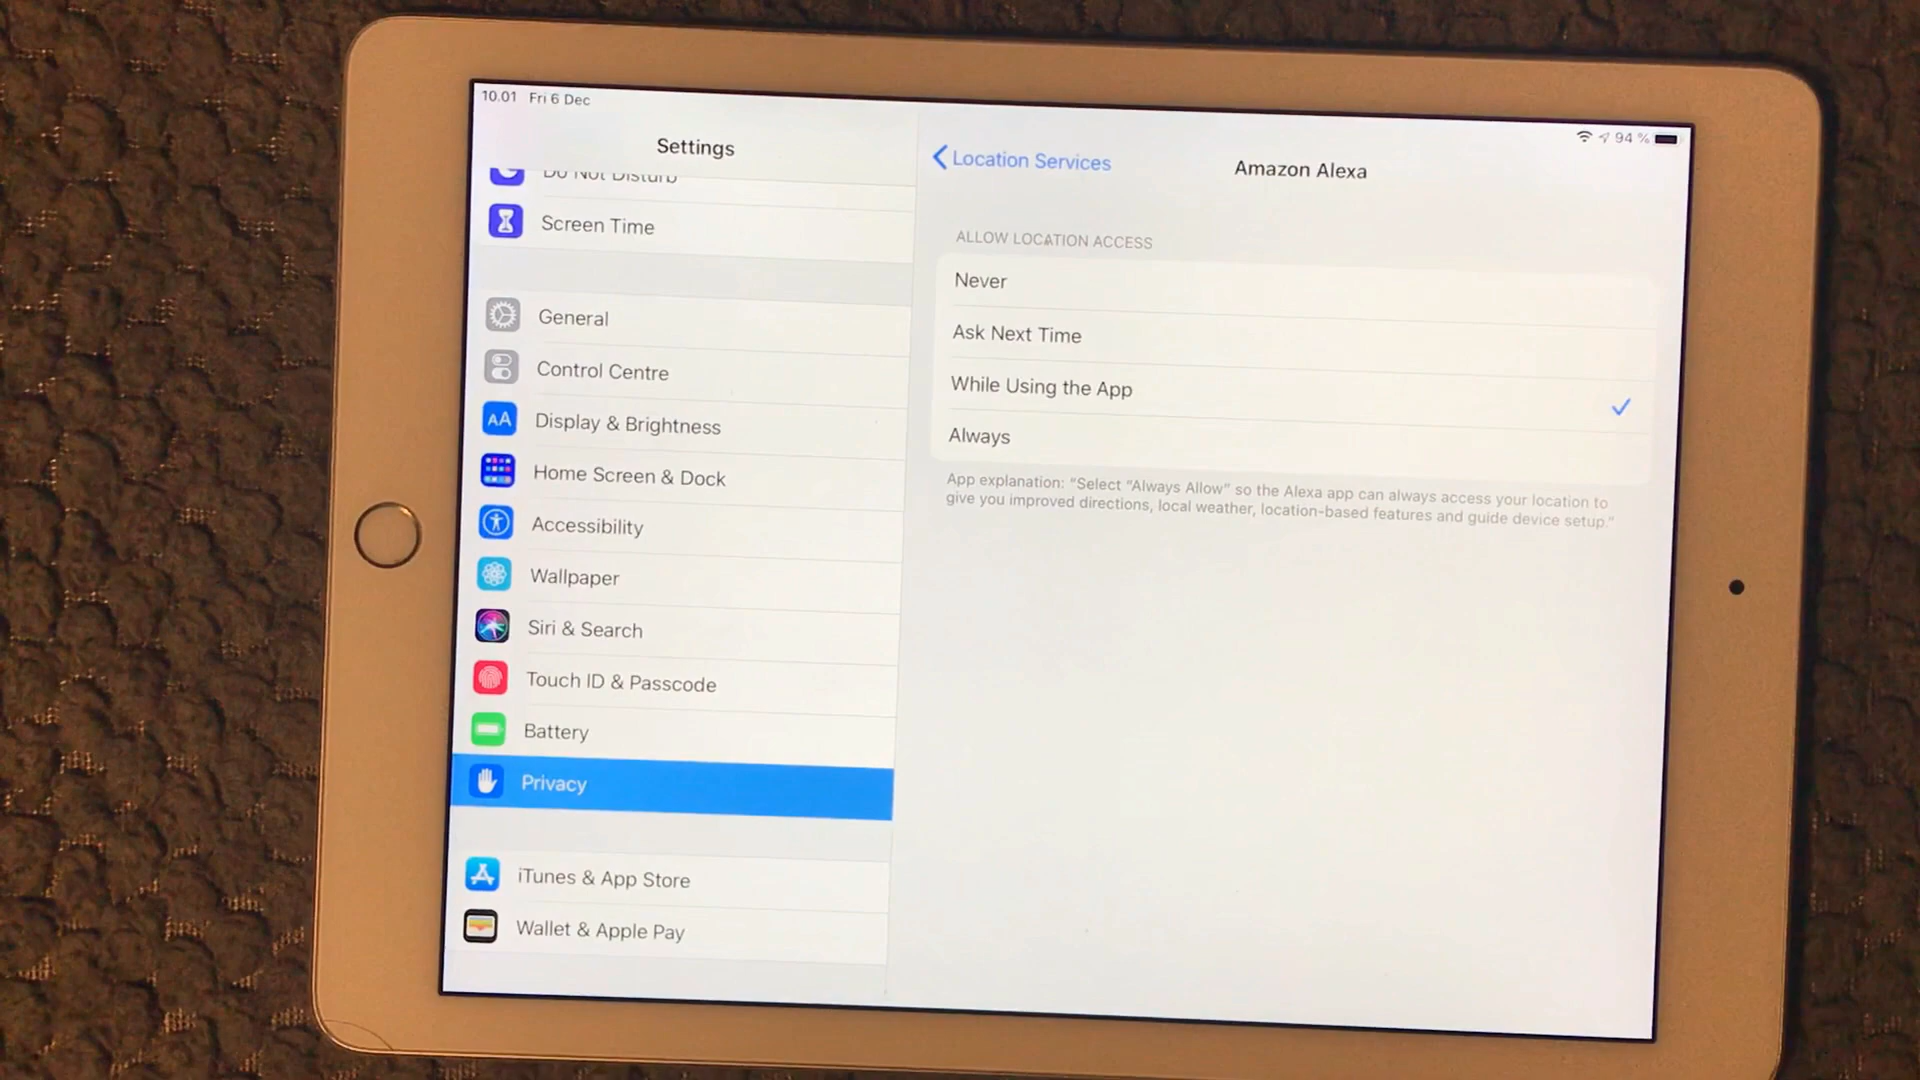 10.01 Fri 6 Dec
94 %
Settings
Do Not Disturb
Screen Time
General
Control Centre
AA
Display & Brightness
Home Screen & Dock
Accessibility
Wallpaper
Siri & Search
Touch ID & Passcode
Battery
Privacy
iTunes & App Store
Wallet & Apple Pay
Location Services
Amazon Alexa
ALLOW LOCATION ACCESS
Never
Ask Next Time
While Using the App
Always
App explanation: “Select “Always Allow” so the Alexa app can always access your location to
give you improved directions, local weather, location-based features and guide device setup.”